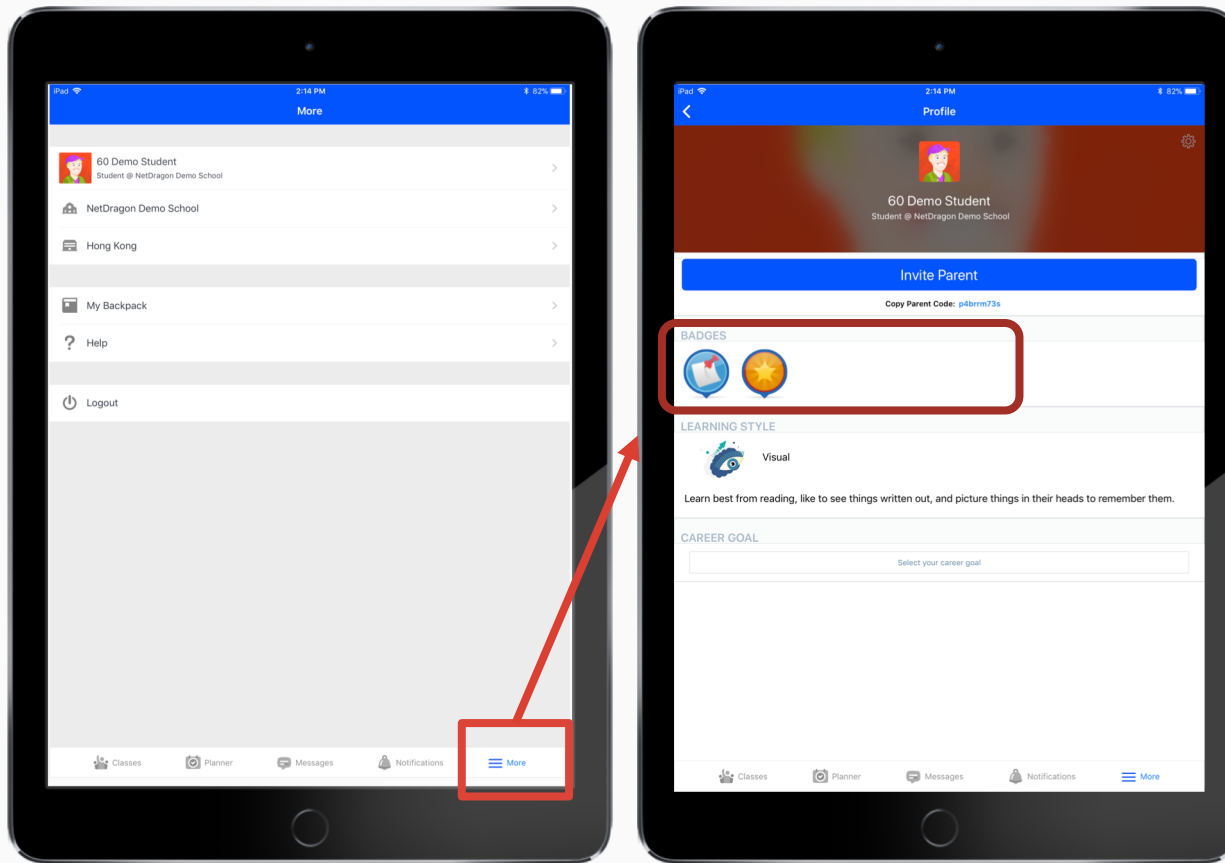 iPad 2:14 PM 82%
More
60 Demo Student
Student @ NetDragon Demo School
NetDragon Demo School
Hong Kong
My Backpack
? Help
Logout
Classes Planner Messages Notifications More
iPad 2:14 PM 82%
Profile
60 Demo Student
Student @ NetDragon Demo School
Invite Parent
Copy Parent Code: p4brrm73s
BADGES
LEARNING STYLE
Visual
Learn best from reading, like to see things written out, and picture things in their heads to remember them.
CAREER GOAL
Select your career goal
Classes Planner Messages Notifications More